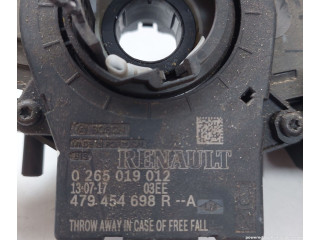 RENAULT
0 265 019 012
13-07-17 03EE
479 454 698 R --A
THROW AWAY IN CASE OF FREE FALL